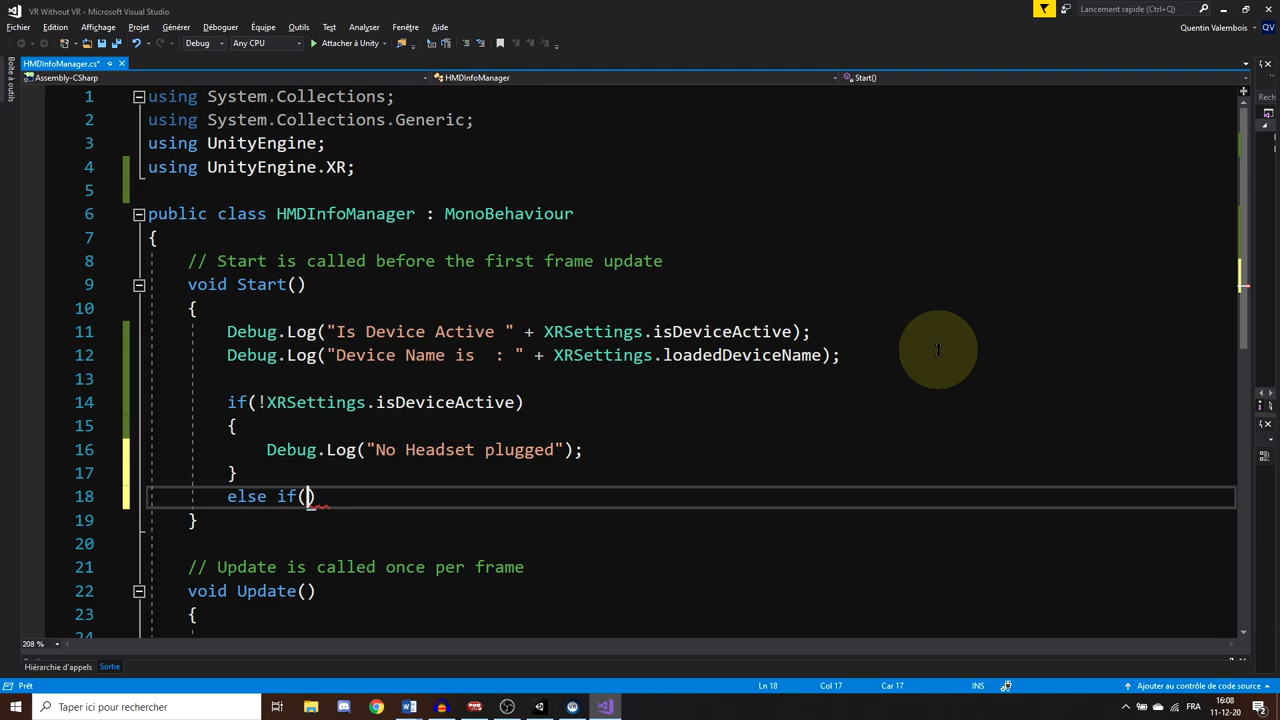 VR Without VR - Microsoft Visual Studio
Lancement rapide (Ctrl+Q)
Fichier Edition Affichage Projet Générer Déboguer Équipe Outils Test Analyser Fenêtre Aide
Quentin Valembois QV
Debug Any CPU Attacher à Unity
Boîte à outils
HMDInfoManager.cs*
Assembly-CSharp HMDInfoManager Start()
Rech
1 using System.Collections;
2 using System.Collections.Generic;
3 using UnityEngine;
4 using UnityEngine.XR;
5
6 public class HMDInfoManager : MonoBehaviour
7 {
8 // Start is called before the first frame update
9 void Start()
10 {
11 Debug.Log("Is Device Active " + XRSettings.isDeviceActive);
12 Debug.Log("Device Name is  : " + XRSettings.loadedDeviceName);
13
14 if(!XRSettings.isDeviceActive)
15 {
16 Debug.Log("No Headset plugged");
17 }
18 else if()
19 }
20
21 // Update is called once per frame
22 void Update()
23 {
24
208 %
Hiérarchie d'appels Sortie
Prêt Ln 18 Col 17 Car 17 INS Ajouter au contrôle de code source
Taper ici pour rechercher
FRA 16:08
11-12-20
2